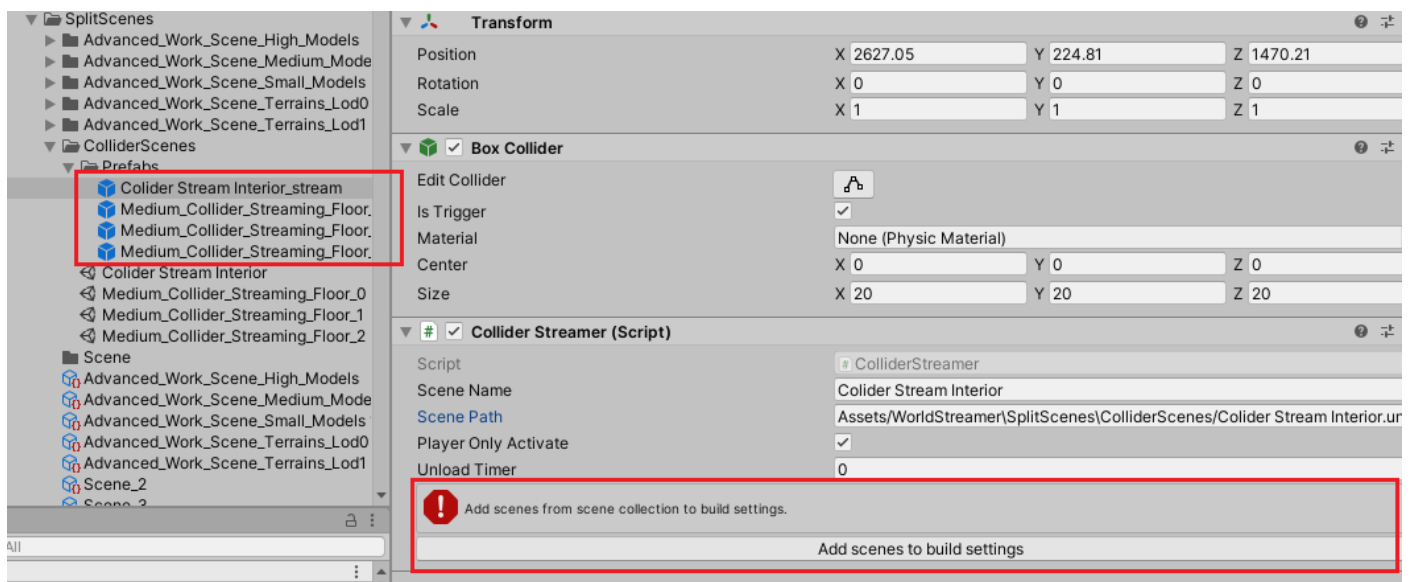 SplitScenes
Advanced_Work_Scene_High_Models
Advanced_Work_Scene_Medium_Mode
Advanced_Work_Scene_Small_Models
Advanced_Work_Scene_Terrains_Lod0
Advanced_Work_Scene_Terrains_Lod1
ColliderScenes
Prefabs
Colider Stream Interior_stream
Medium_Collider_Streaming_Floor_
Medium_Collider_Streaming_Floor_
Medium_Collider_Streaming_Floor_
Colider Stream Interior
Medium_Collider_Streaming_Floor_0
Medium_Collider_Streaming_Floor_1
Medium_Collider_Streaming_Floor_2
Scene
Advanced_Work_Scene_High_Models
Advanced_Work_Scene_Medium_Mode
Advanced_Work_Scene_Small_Models
Advanced_Work_Scene_Terrains_Lod0
Advanced_Work_Scene_Terrains_Lod1
Scene_2
Scene_3
All
Transform
Position X 2627.05 Y 224.81 Z 1470.21
Rotation X 0 Y 0 Z 0
Scale X 1 Y 1 Z 1
Box Collider
Edit Collider
Is Trigger
Material None (Physic Material)
Center X 0 Y 0 Z 0
Size X 20 Y 20 Z 20
# Collider Streamer (Script)
Script # ColliderStreamer
Scene Name Colider Stream Interior
Scene Path Assets/WorldStreamer\SplitScenes\ColliderScenes/Colider Stream Interior.un
Player Only Activate
Unload Timer 0
Add scenes from scene collection to build settings.
Add scenes to build settings